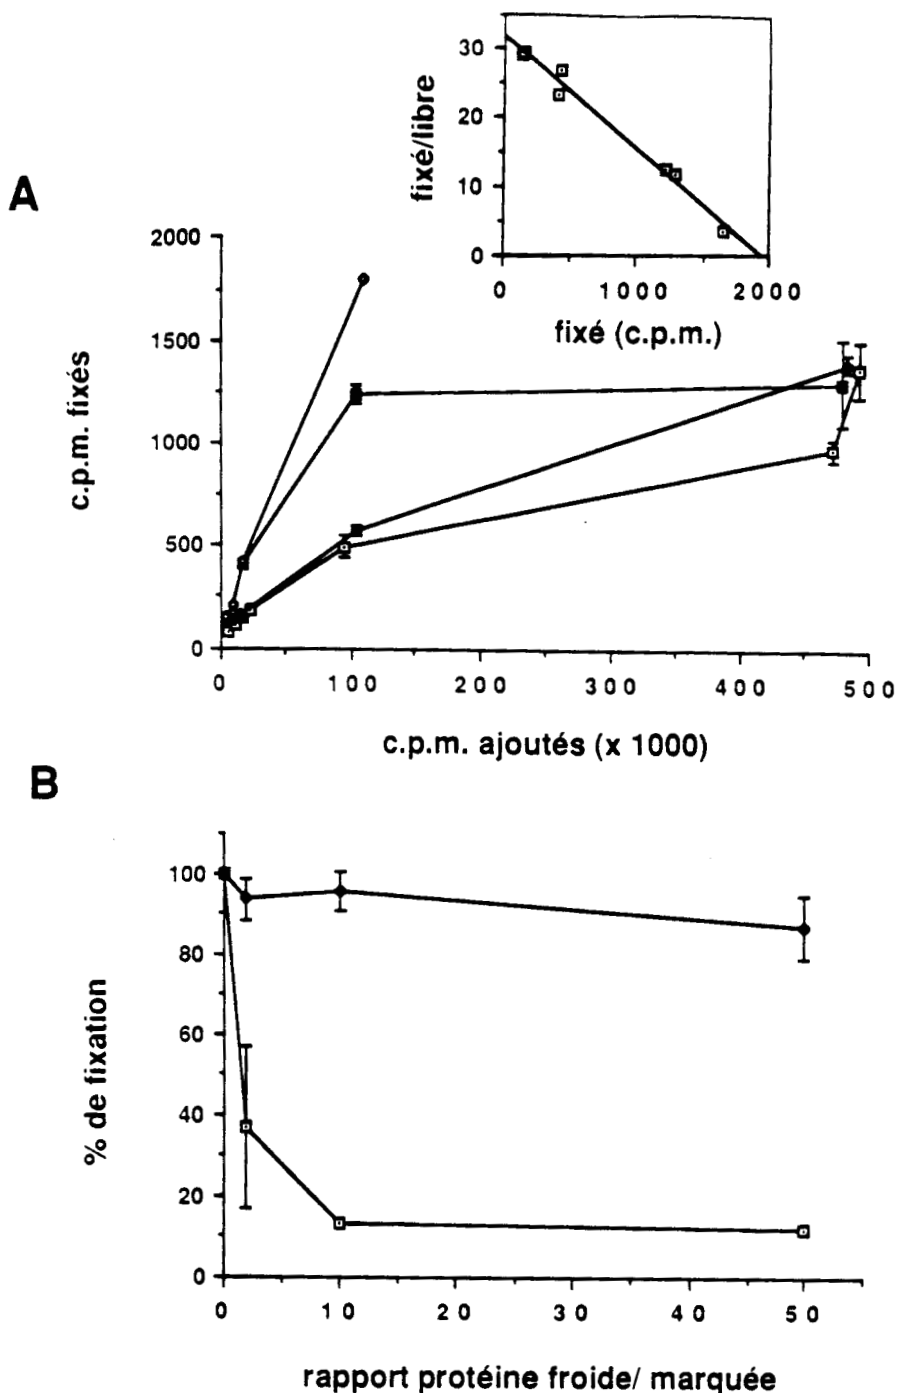 A
fixé/libre
30
20
10
0
0 1000 2000
fixé (c.p.m.)
c.p.m. fixés
2000
1500
1000
500
0
0 100 200 300 400 500
c.p.m. ajoutés (x 1000)
B
% de fixation
100
80
60
40
20
0
0 10 20 30 40 50
rapport protéine froide/ marquée